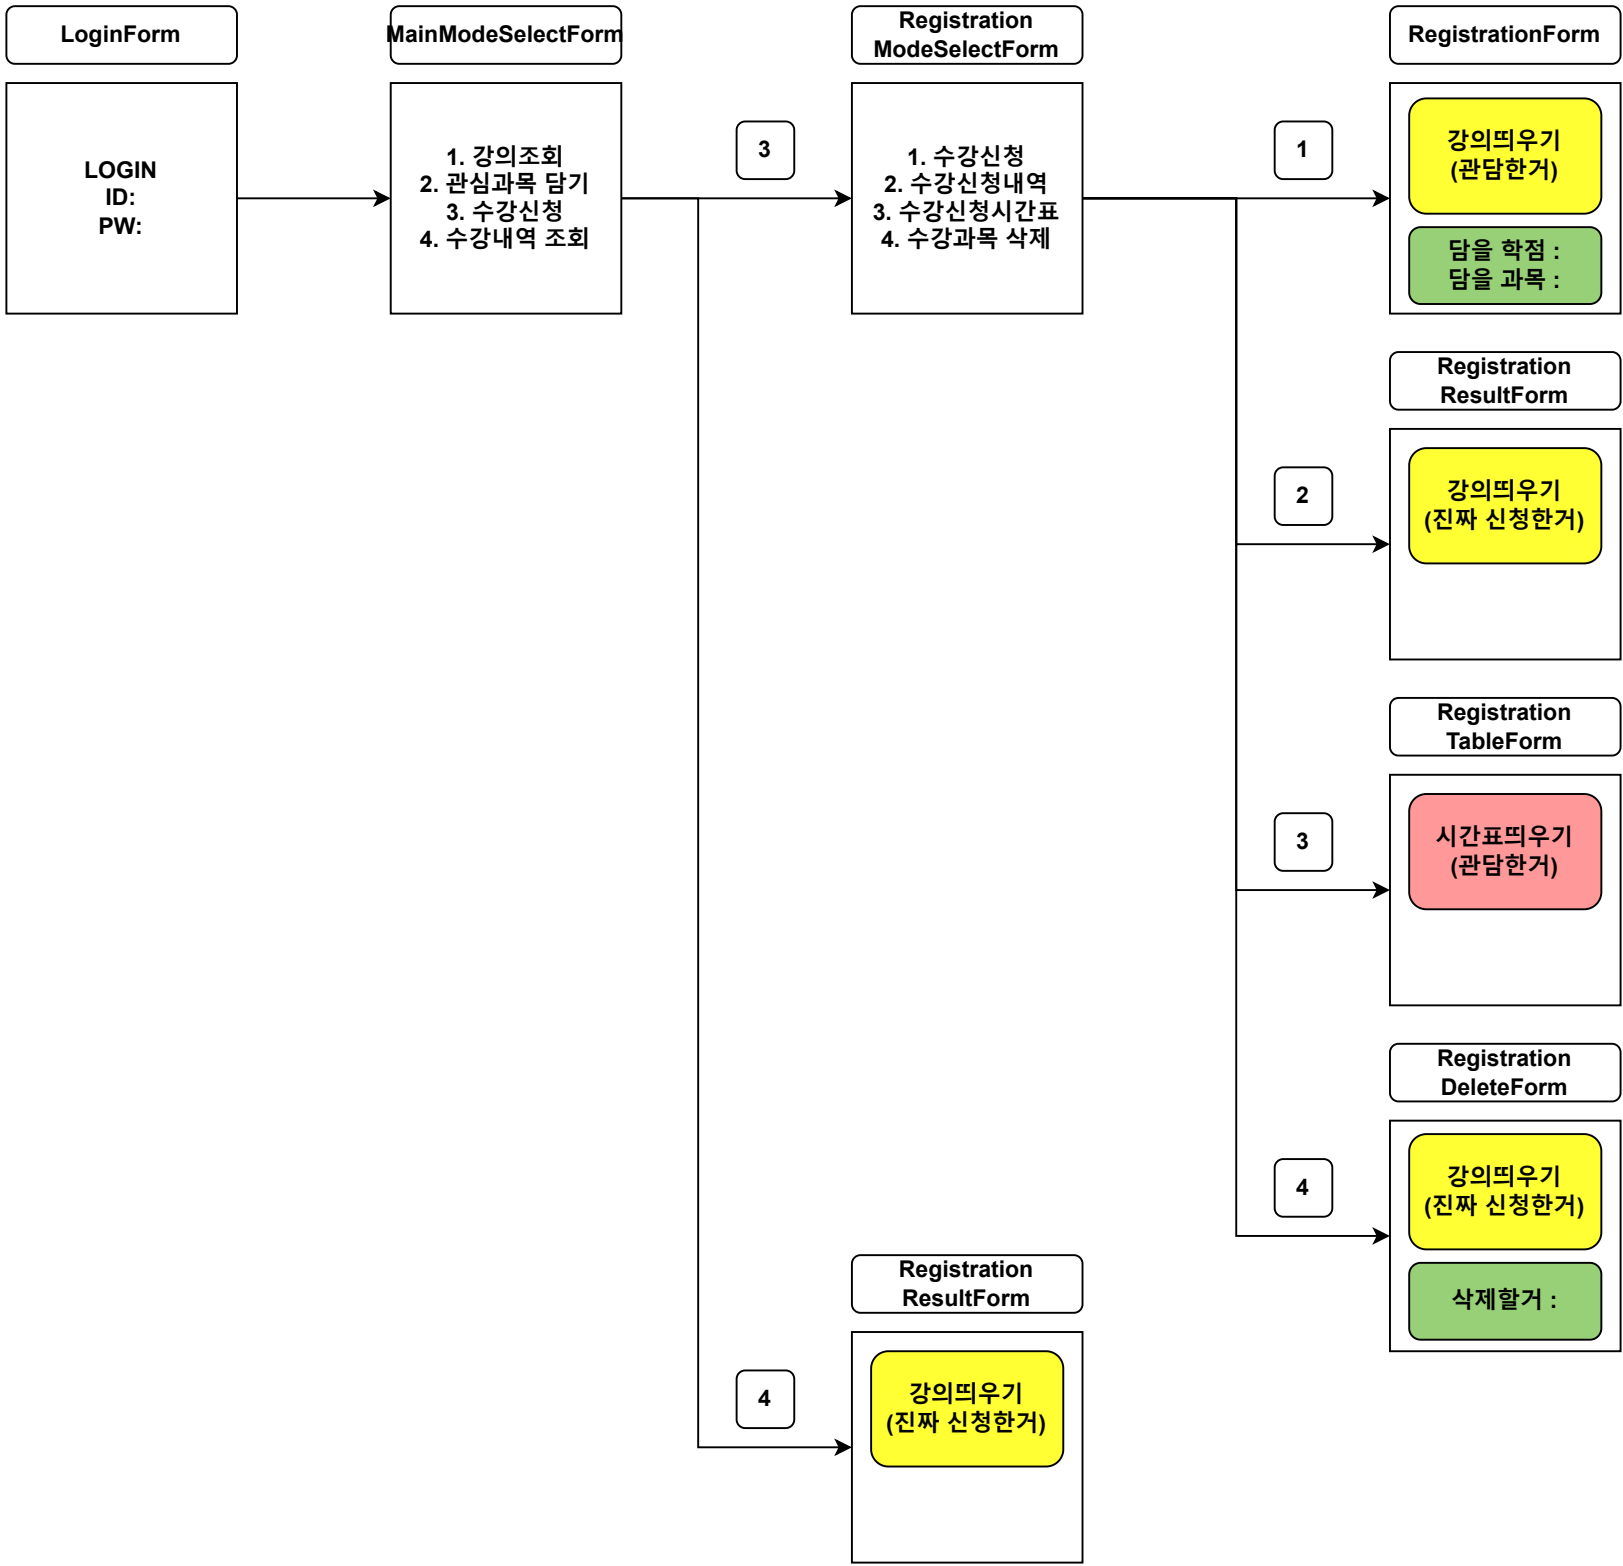 LoginForm
MainModeSelectForm
Registration
ModeSelectForm
RegistrationForm
LOGIN
ID:
PW:
1. 강의조회
2. 관심과목 담기
3. 수강신청
4. 수강내역 조회
3
1. 수강신청
2. 수강신청내역
3. 수강신청시간표
4. 수강과목 삭제
1
강의띄우기
(관담한거)
담을 학점 :
담을 과목 :
Registration
ResultForm
2
강의띄우기
(진짜 신청한거)
Registration
TableForm
3
시간표띄우기
(관담한거)
Registration
DeleteForm
4
강의띄우기
(진짜 신청한거)
삭제할거 :
Registration
ResultForm
4
강의띄우기
(진짜 신청한거)